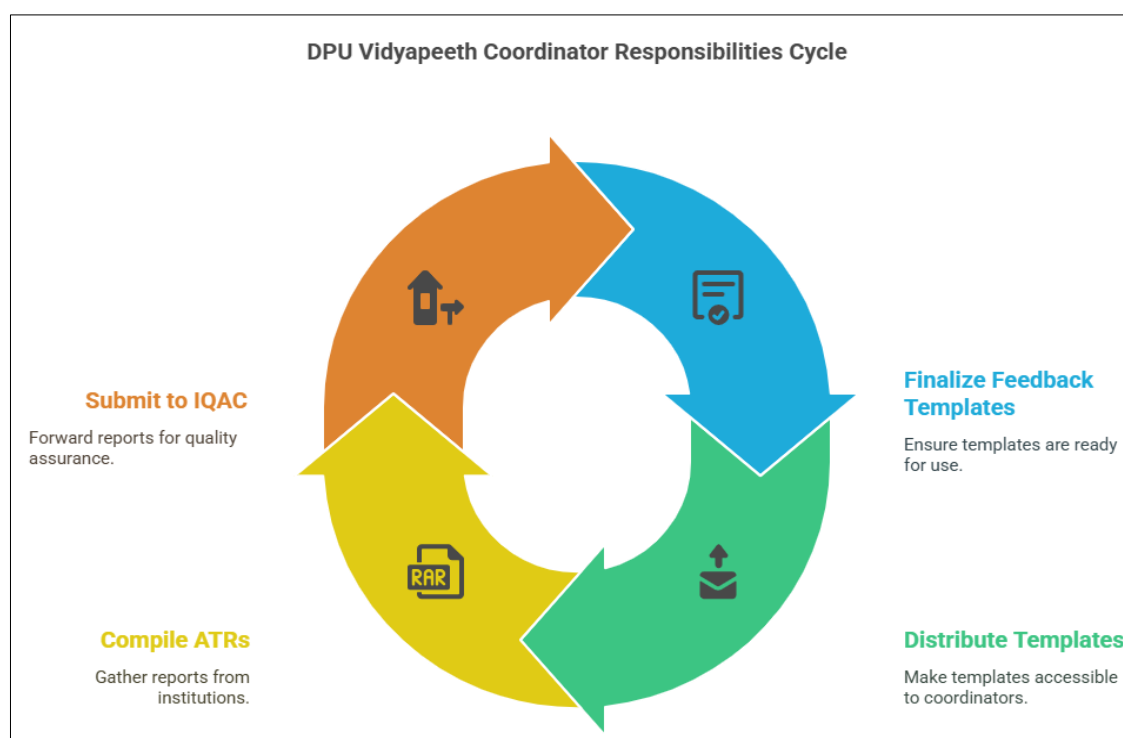 DPU Vidyapeeth Coordinator Responsibilities Cycle
Finalize Feedback
Templates
Ensure templates are ready
for use.
Distribute Templates
Make templates accessible
to coordinators.
RAR
Compile ATRs
Gather reports from
institutions.
Submit to IQAC
Forward reports for quality
assurance.